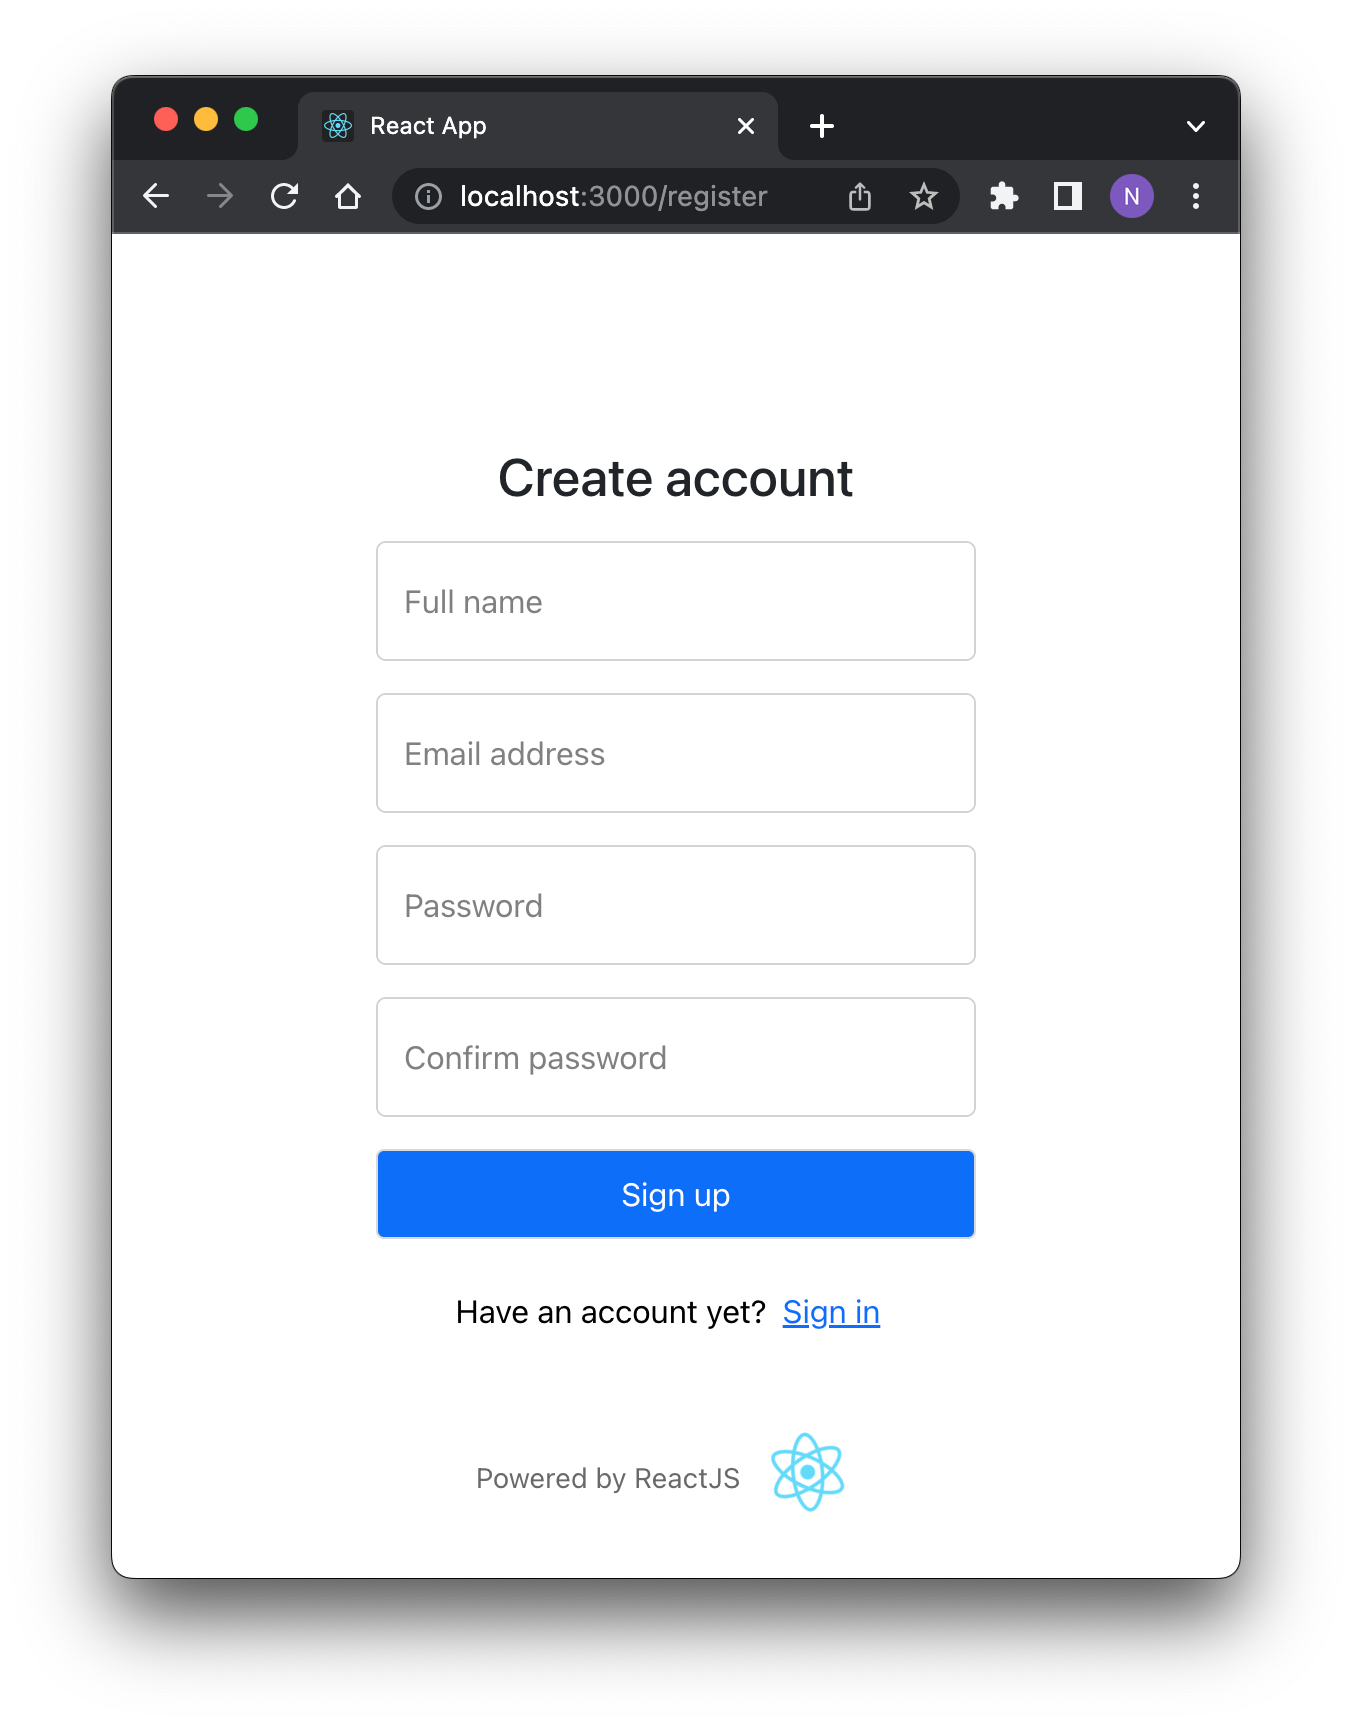 React App
localhost:3000/register
N
Create account
Full name
Email address
Password
Confirm password
Sign up
Have an account yet? Sign in
Powered by ReactJS